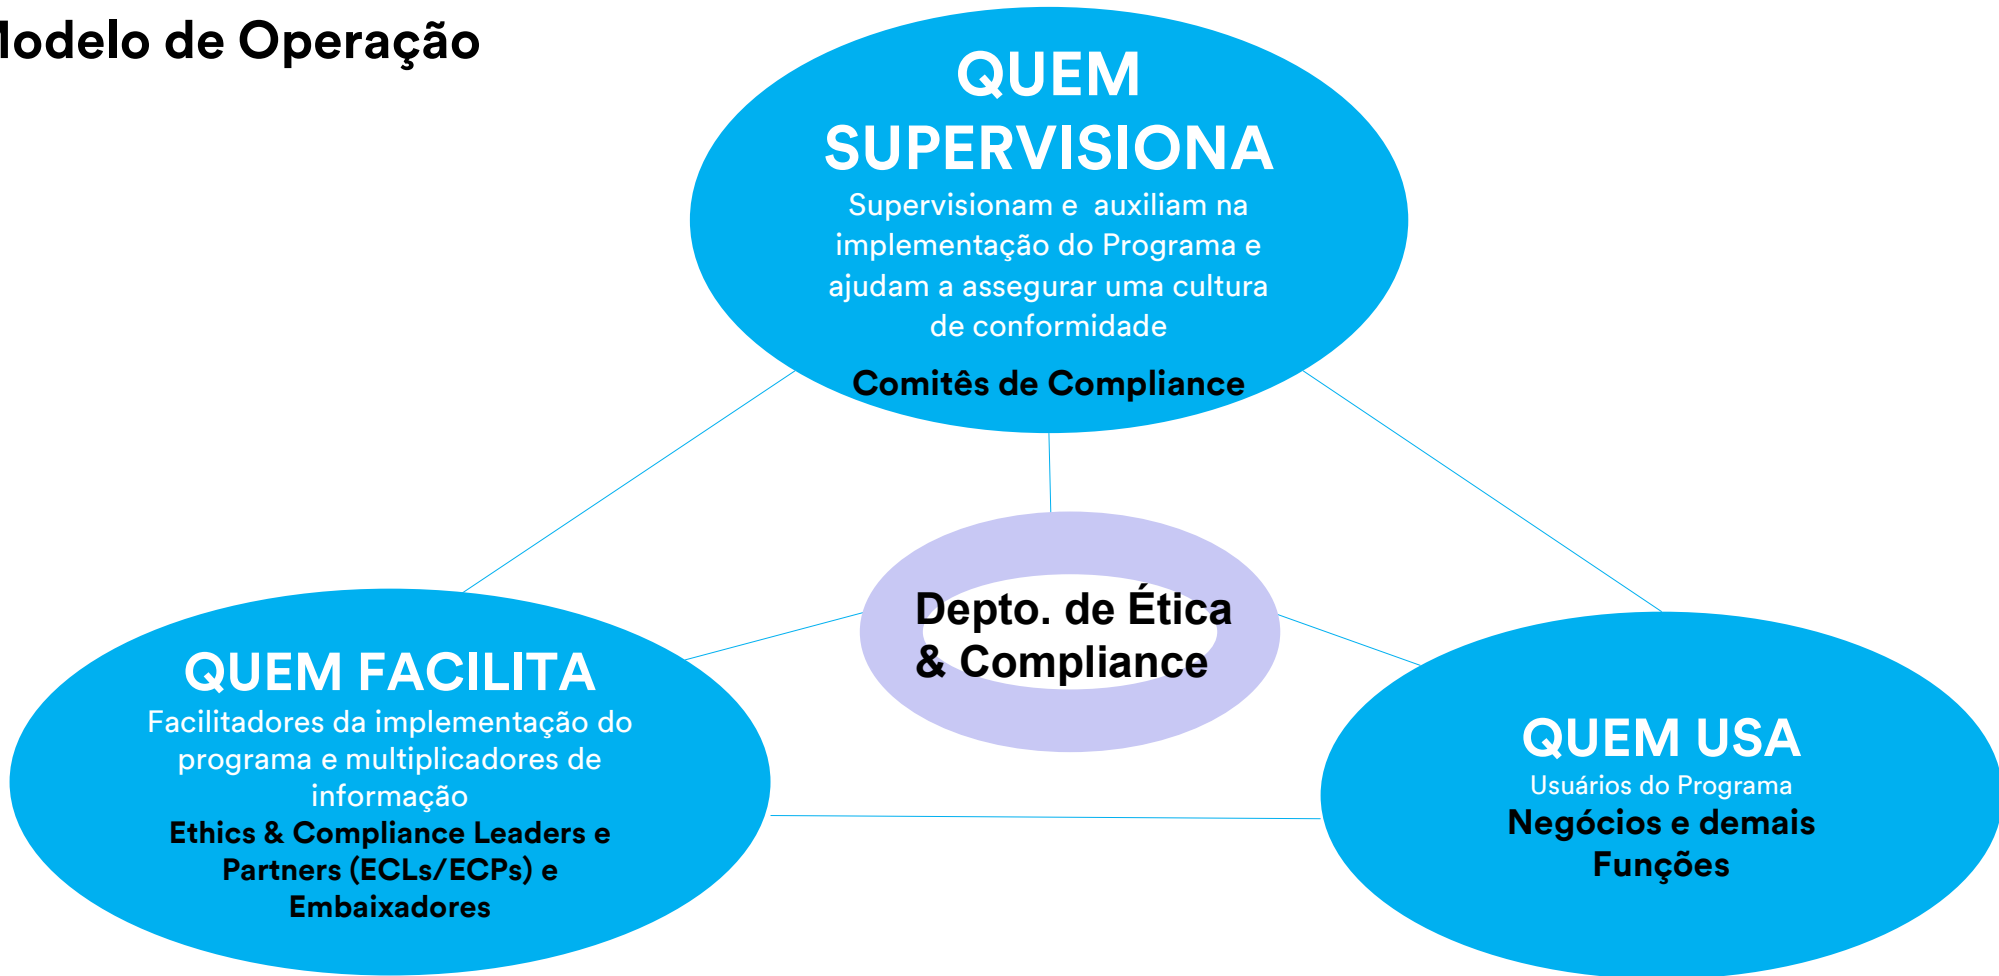 odelo de Operação
QUEM
SUPERVISIONA
Supervisionam e auxiliam na
implementação do Programa e
ajudam a assegurar uma cultura
de conformidade
Comitês de Compliance
Depto. de Ética
& Compliance
QUEM FACILITA
Facilitadores da implementação do
programa e multiplicadores de
informação
Ethics & Compliance Leaders e
Partners (ECLs/ECPs) e
Embaixadores
QUEM USA
Usuários do Programa
Negócios e demais
Funções